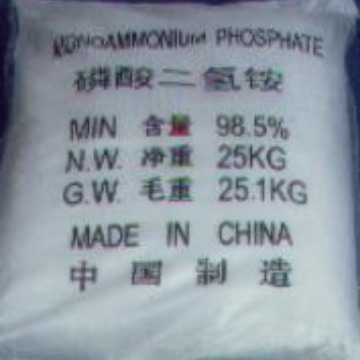 MONOAMMONIUM PHOSPHATE
磷酸二氢铵
MIN 含量 98.5%
N.W. 净重 25KG
G.W. 毛重 25.1KG
MADE IN CHINA
中国制造